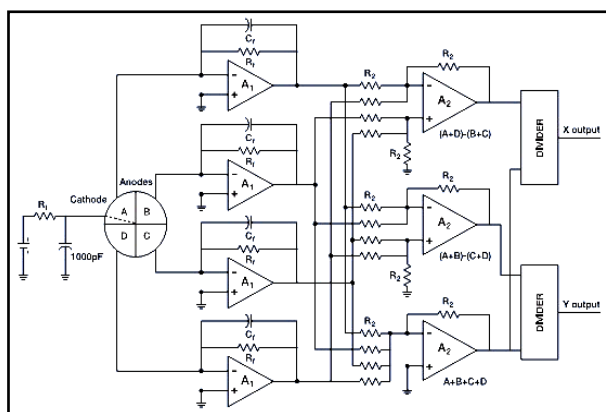 Cf
Rf
A1
R2
R2
A2
(A+D)-(B+C)
R2
DIVIDER
X output
Cf
Rf
A1
Cathode
Anodes
R1
A B
D C
1000pF
R2
R2
A2
(A+B)-(C+D)
R2
Cf
Rf
A1
DIVIDER
Y output
R2
R2
A2
A+B+C+D
Cf
Rf
A1